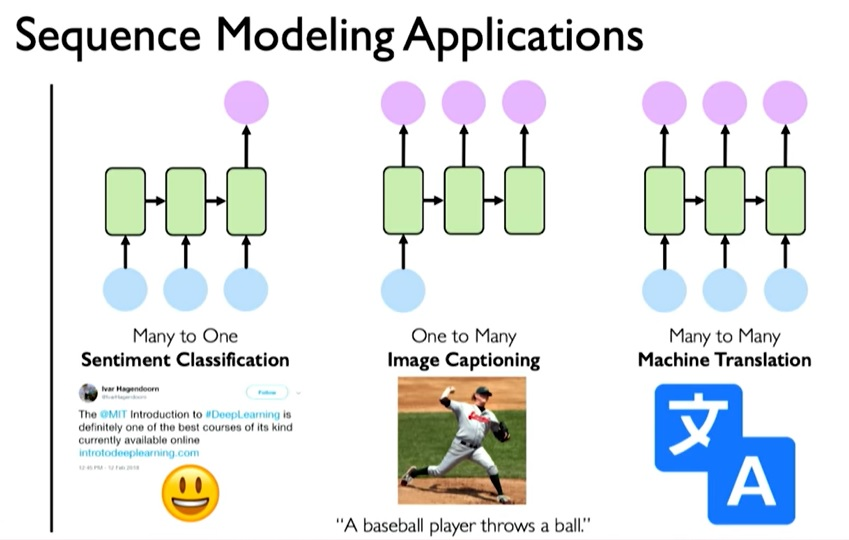 Sequence Modeling Applications
Many to One
Sentiment Classification
Ivar Hagendoorn
Follow
The @MIT Introduction to #DeepLearning is
definitely one of the best courses of its kind
currently available online
introtodeeplearning.com
12:45 PM - 12 Feb 2018
One to Many
Image Captioning
"A baseball player throws a ball."
Many to Many
Machine Translation
文
A